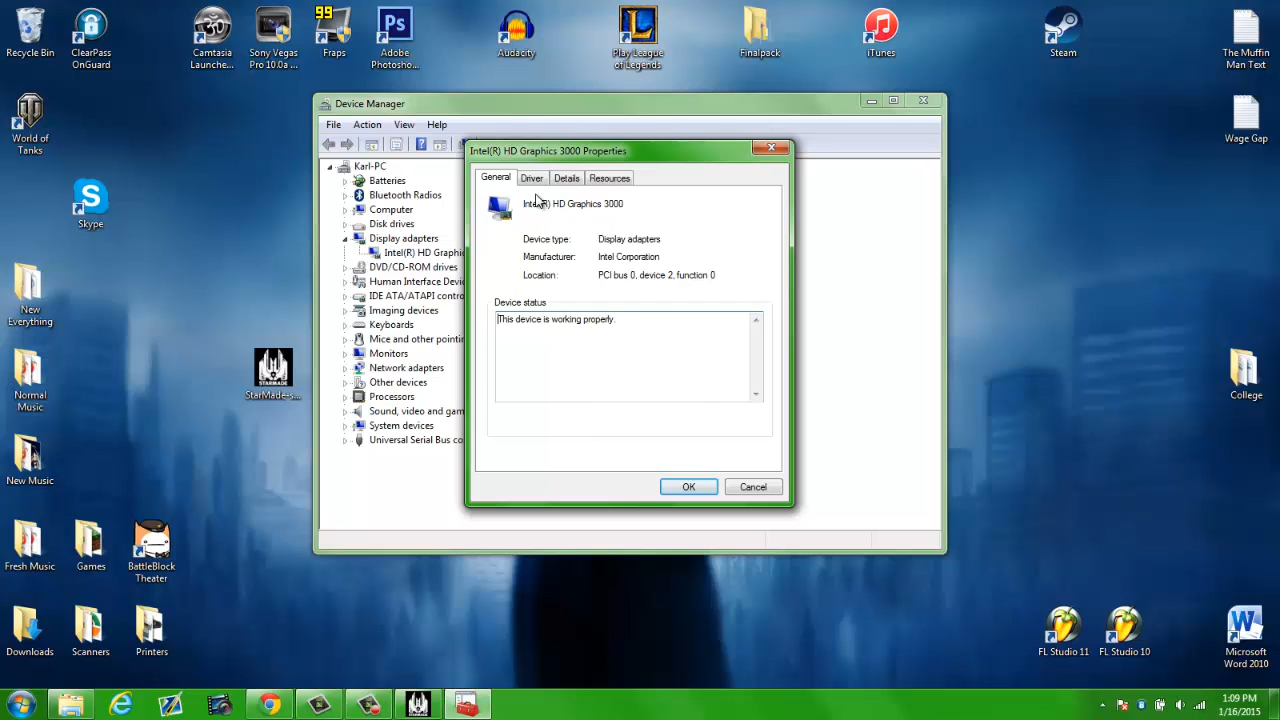 Recycle Bin
ClearPass
OnGuard
Camtasia
Launche...
Sony Vegas
Pro 10.0a ...
99
Fraps
Ps
Adobe
Photosho...
Audacity
Play League
of Legends
Finalpack
iTunes
Steam
The Muffin
Man Text
World of
Tanks
Wage Gap
Skype
New
Everything
STARMADE
StarMade-s...
Normal
Music
College
New Music
Fresh Music
Games
BattleBlock
Theater
Downloads
Scanners
Printers
FL Studio 11
FL Studio 10
Microsoft
Word 2010
Device Manager
File Action View Help
Karl-PC
Batteries
Bluetooth Radios
Computer
Disk drives
Display adapters
Intel(R) HD Graphic
DVD/CD-ROM drives
Human Interface Devic
IDE ATA/ATAPI contro
Imaging devices
Keyboards
Mice and other pointin
Monitors
Network adapters
Other devices
Processors
Sound, video and gam
System devices
Universal Serial Bus co
Intel(R) HD Graphics 3000 Properties
General Driver Details Resources
Intel(R) HD Graphics 3000
Device type: Display adapters
Manufacturer: Intel Corporation
Location: PCI bus 0, device 2, function 0
Device status
This device is working properly.
OK Cancel
1:09 PM
1/16/2015